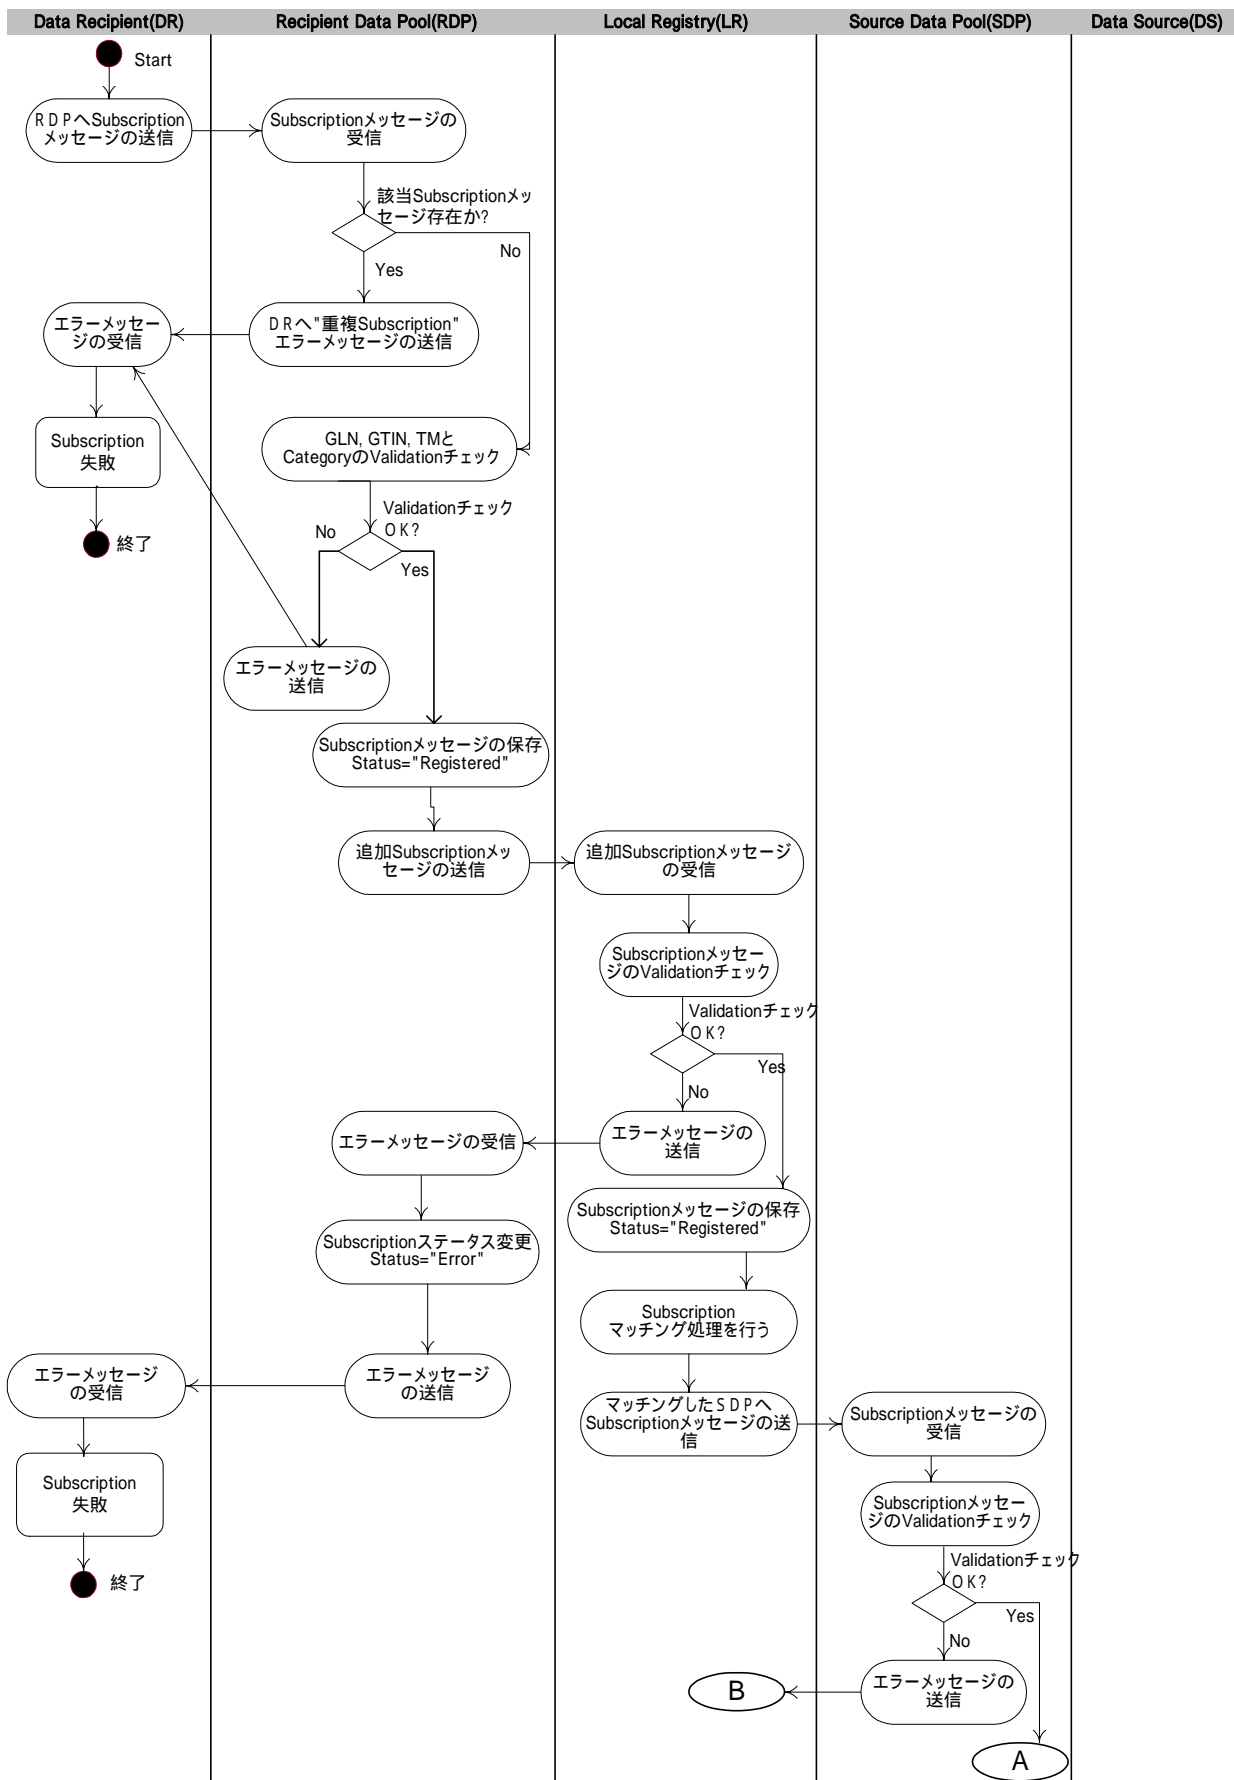 Data Recipient(DR)
Recipient Data Pool(RDP)
Local Registry(LR)
Source Data Pool(SDP)
Data Source(DS)
Start
RDPへSubscription
メッセージの送信
Subscriptionメッセージの
受信
該当Subscriptionメッ
セージ存在か?
No
Yes
エラーメッセー
ジの受信
DRへ"重複Subscription"
エラーメッセージの送信
Subscription
失敗
GLN, GTIN, TMと
CategoryのValidationチェック
Validationチェック
OK?
No
Yes
終了
エラーメッセージの
送信
Subscriptionメッセージの保存
Status="Registered"
追加Subscriptionメッ
セージの送信
追加Subscriptionメッセージ
の受信
Subscriptionメッセー
ジのValidationチェック
Validationチェック
OK?
Yes
No
エラーメッセージの受信
エラーメッセージの
送信
Subscriptionメッセージの保存
Status="Registered"
Subscriptionステータス変更
Status="Error"
Subscription
マッチング処理を行う
エラーメッセージ
の受信
エラーメッセージ
の送信
マッチングしたSDPへ
Subscriptionメッセージの送
信
Subscriptionメッセージの
受信
Subscription
失敗
Subscriptionメッセー
ジのValidationチェック
Validationチェック
OK?
終了
Yes
No
エラーメッセージの
送信
B
A